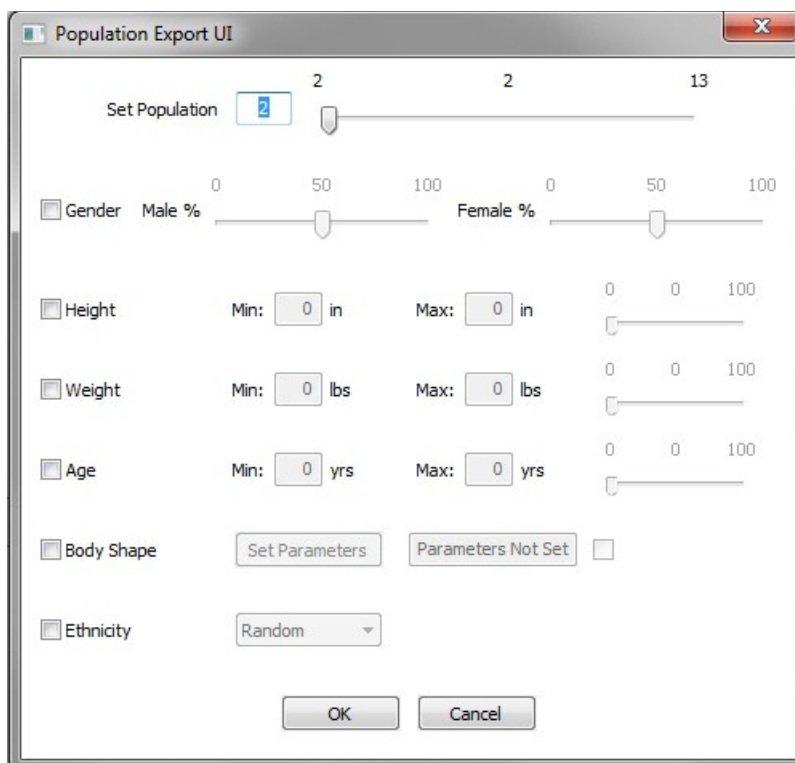 Population Export UI
2 2 13
Set Population 2
0 50 100 0 50 100
Gender Male % Female %
0 0 100
Height Min: 0 in Max: 0 in
0 0 100
Weight Min: 0 lbs Max: 0 lbs
0 0 100
Age Min: 0 yrs Max: 0 yrs
Body Shape Set Parameters Parameters Not Set
Ethnicity Random
OK Cancel